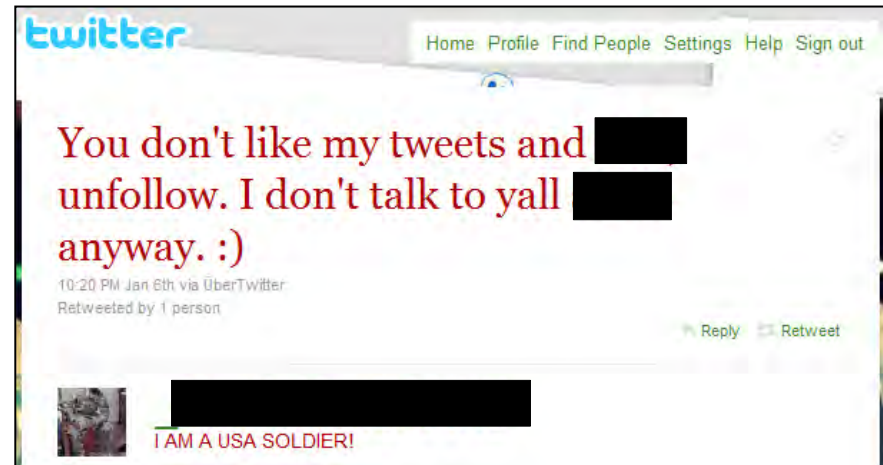 twitter
Home Profile Find People Settings Help Sign out
You don't like my tweets and
unfollow. I don't talk to yall
anyway. :)
10:20 PM Jan 6th via ÜberTwitter
Retweeted by 1 person
Reply Retweet
I AM A USA SOLDIER!